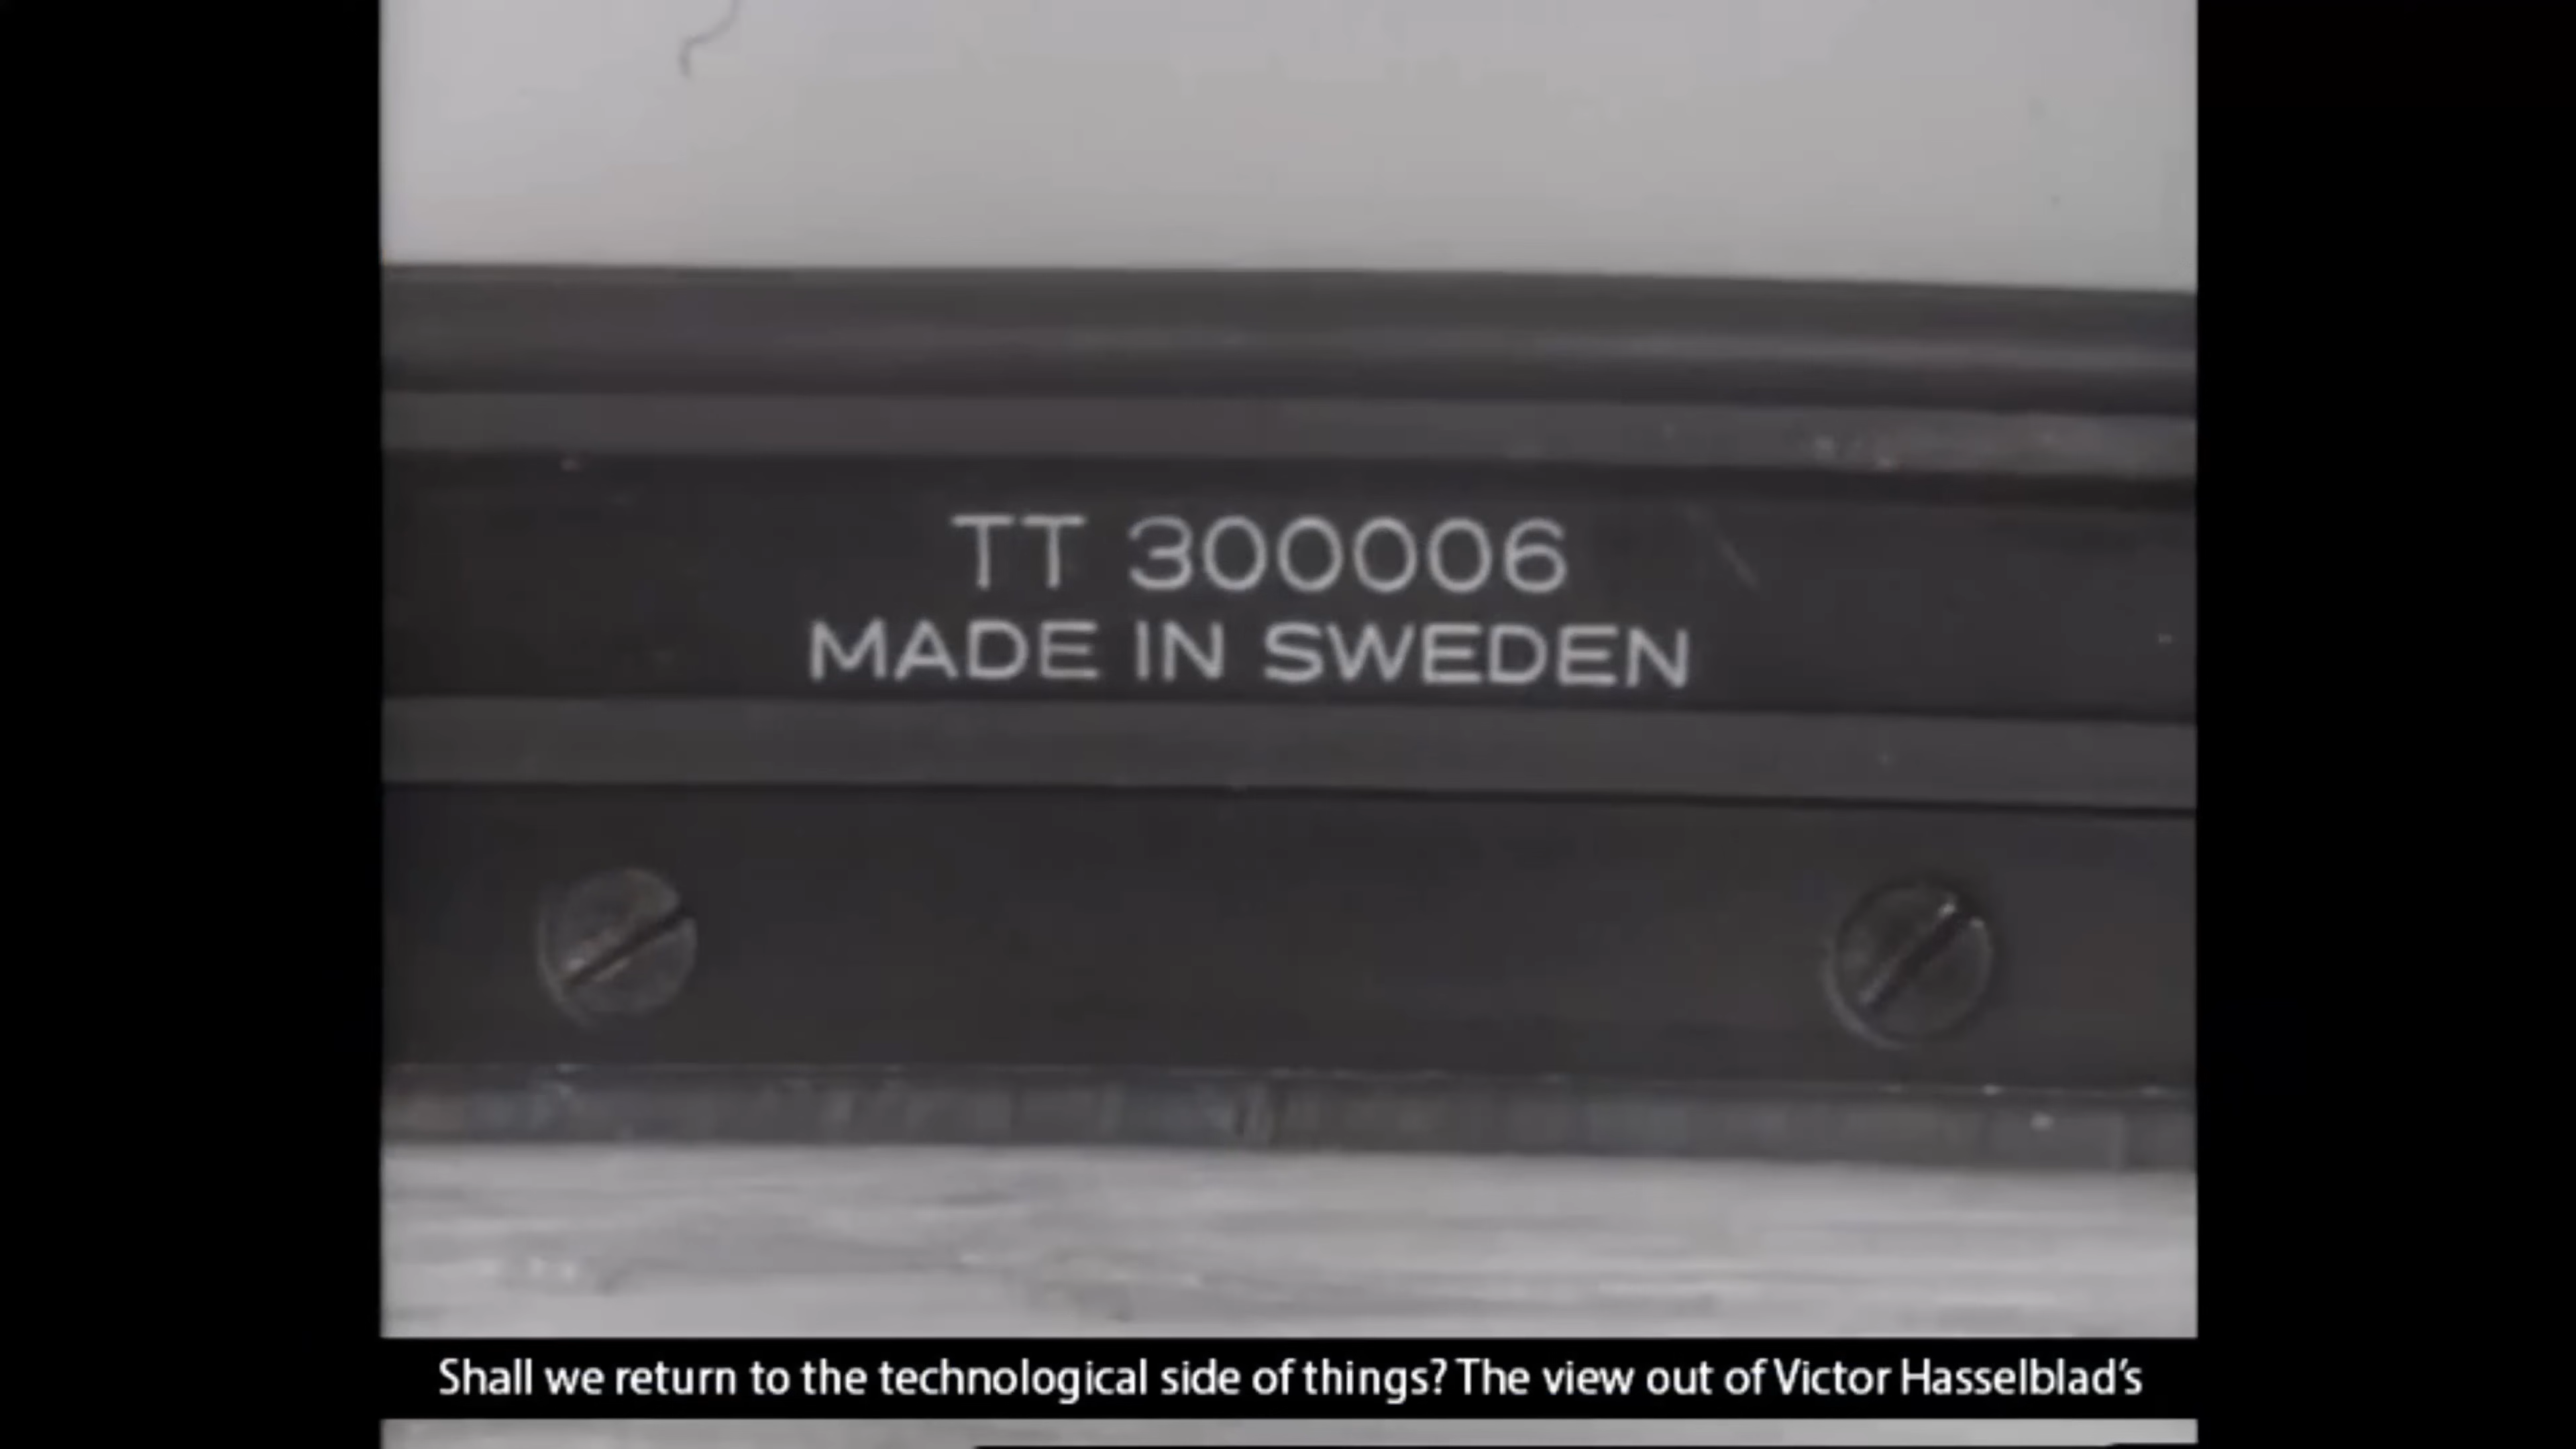 TT 300006
MADE IN SWEDEN
Shall we return to the technological side of things? The view out of Victor Hasselblad’s